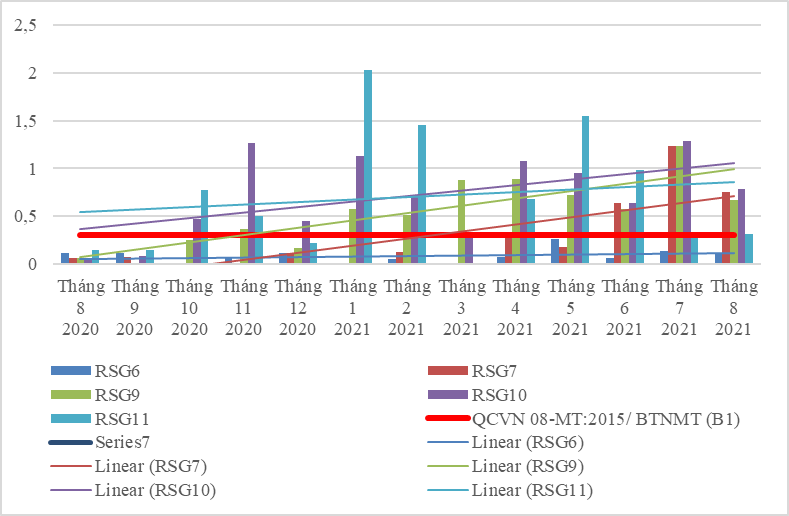 2,5
2
1,5
1
0,5
0
Tháng Tháng Tháng Tháng Tháng Tháng Tháng Tháng Tháng Tháng Tháng Tháng Tháng
8 9 10 11 12 1 2 3 4 5 6 7 8
2020 2020 2020 2020 2020 2021 2021 2021 2021 2021 2021 2021 2021
RSG6 RSG7
RSG9 RSG10
RSG11 QCVN 08-MT:2015/ BTNMT (B1)
Series7 Linear (RSG6)
Linear (RSG7) Linear (RSG9)
Linear (RSG10) Linear (RSG11)